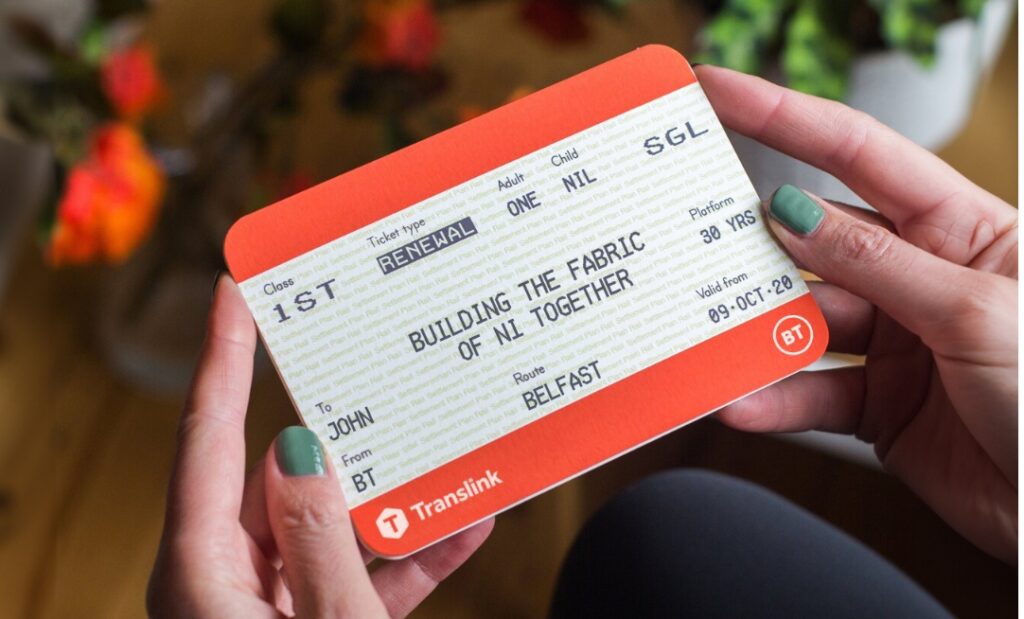 Class
1ST
Ticket type
RENEWAL
Adult
ONE
Child
NIL
SGL
BUILDING THE FABRIC
OF NI TOGETHER
Platform
30 YRS
Valid from
09·OCT·20
To
JOHN
From
BT
Route
BELFAST
T Translink
BT